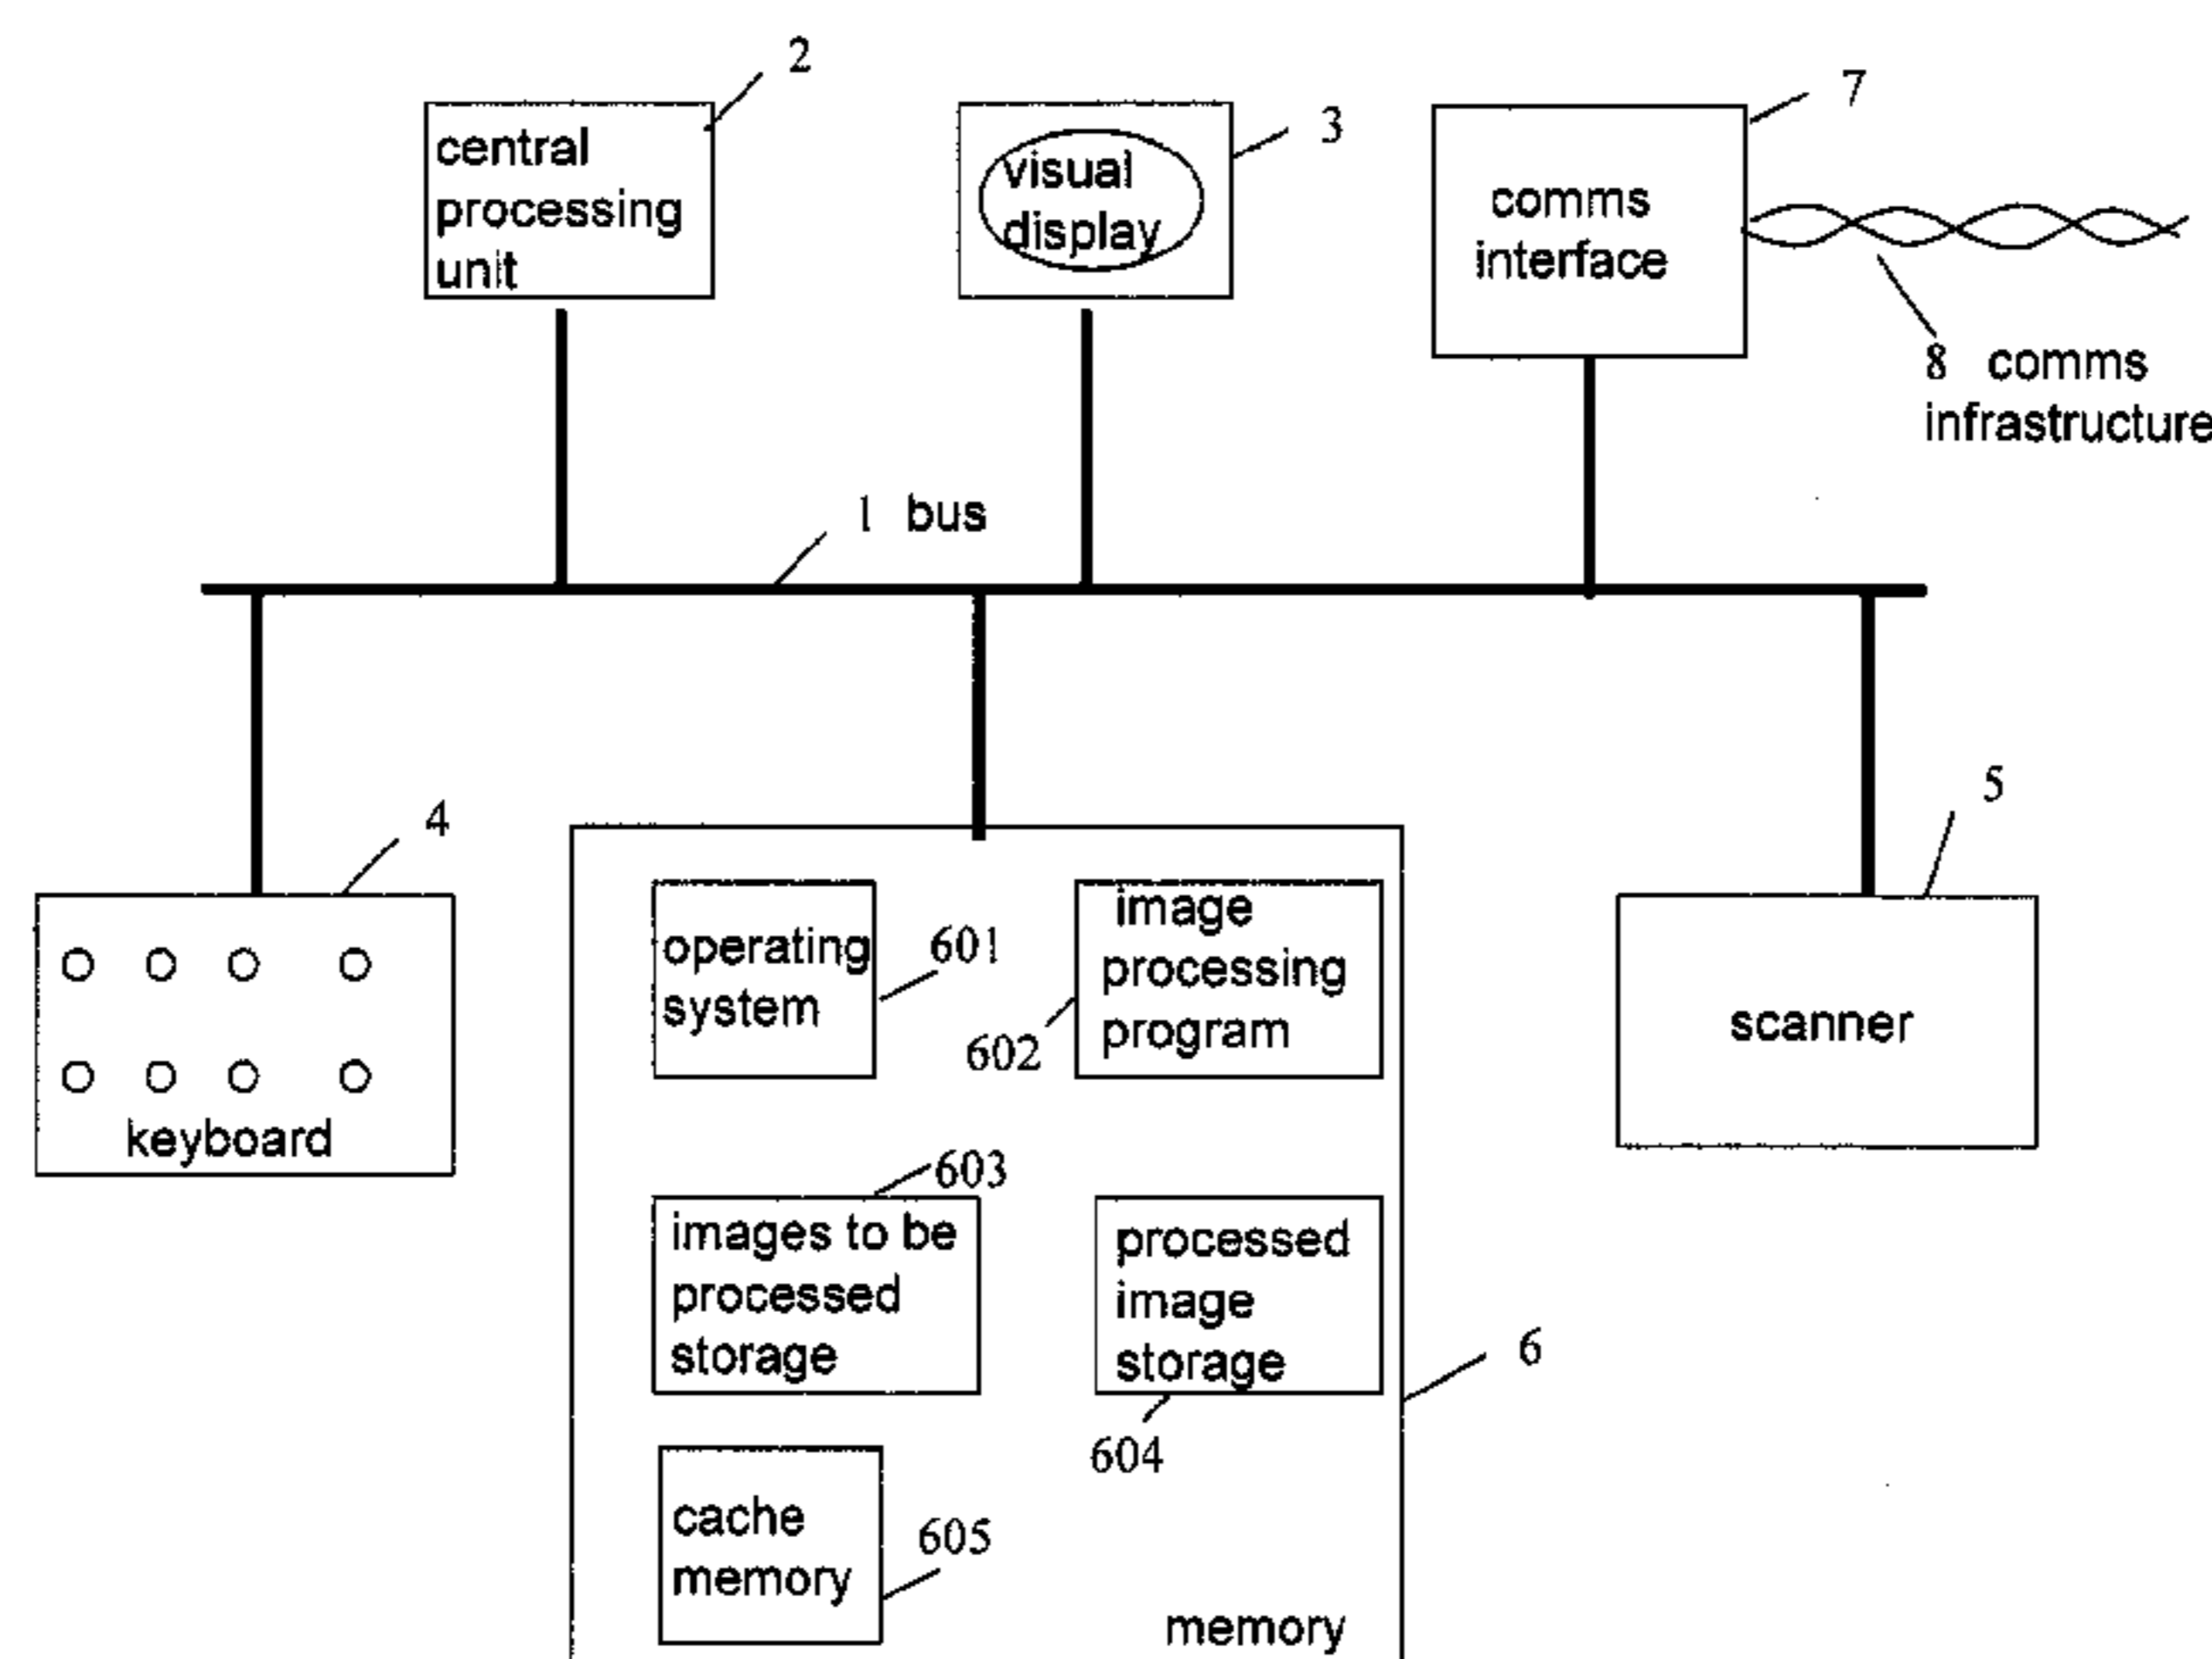 2
central
processing
unit
3
visual
display
7
comms
interface
8 comms
infrastructure
1 bus
4
keyboard
5
scanner
operating
system
601
image
processing
program
602
603
images to be
processed
storage
processed
image
storage
604
6
cache
memory
605
memory